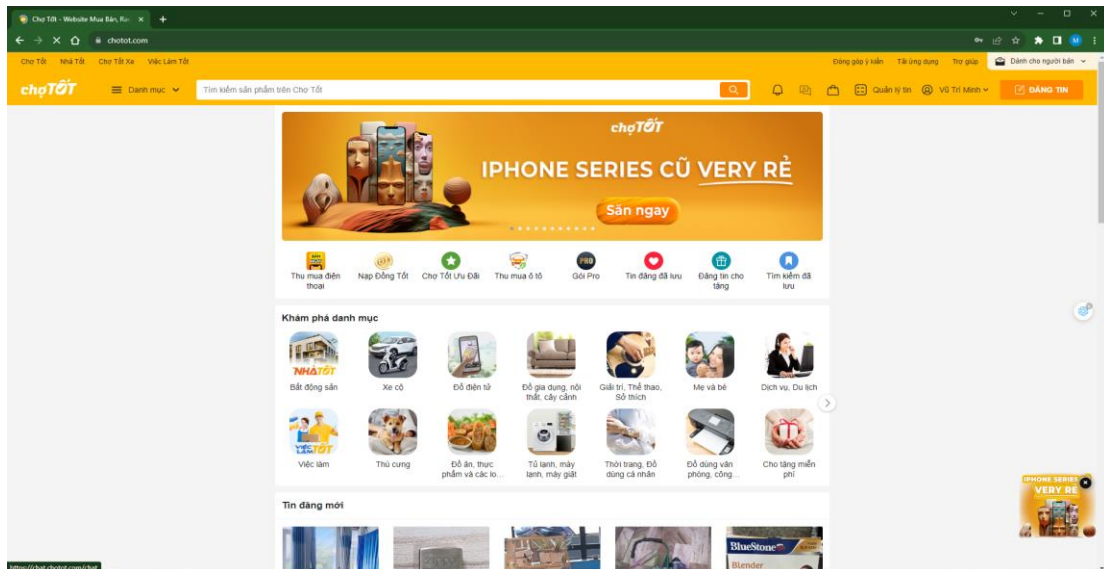 Chợ Tốt - Website Mua Bán, Rao
chotot.com
Chợ Tốt Nhà Tốt Chợ Tốt Xe Việc Làm Tốt
Đóng góp ý kiến Tải ứng dụng Trợ giúp Dành cho người bán
chợTỐT
Danh mục
Tìm kiếm sản phẩm trên Chợ Tốt
Quản lý tin
Vũ Trí Minh
ĐĂNG TIN
chợTỐT
IPHONE SERIES CŨ VERY RẺ
Săn ngay
PRO
Thu mua điện thoại
Nạp Đồng Tốt
Chợ Tốt Ưu Đãi
Thu mua ô tô
Gói Pro
Tin đăng đã lưu
Đăng tin cho tặng
Tìm kiếm đã lưu
Khám phá danh mục
NHÀTỐT
Bất động sản
Xe cộ
Đồ điện tử
Đồ gia dụng, nội thất, cây cảnh
Giải trí, Thể thao, Sở thích
Mẹ và bé
Dịch vụ, Du lịch
VIỆC LÀM TỐT
Việc làm
Thú cưng
Đồ ăn, thực phẩm và các lo...
Tủ lạnh, máy lạnh, máy giặt
Thời trang, Đồ dùng cá nhân
Đồ dùng văn phòng, công...
Cho tặng miễn phí
IPHONE SERIES
VERY RẺ
Tin đăng mới
BlueStone
Blender
https://chat.chotot.com/chat